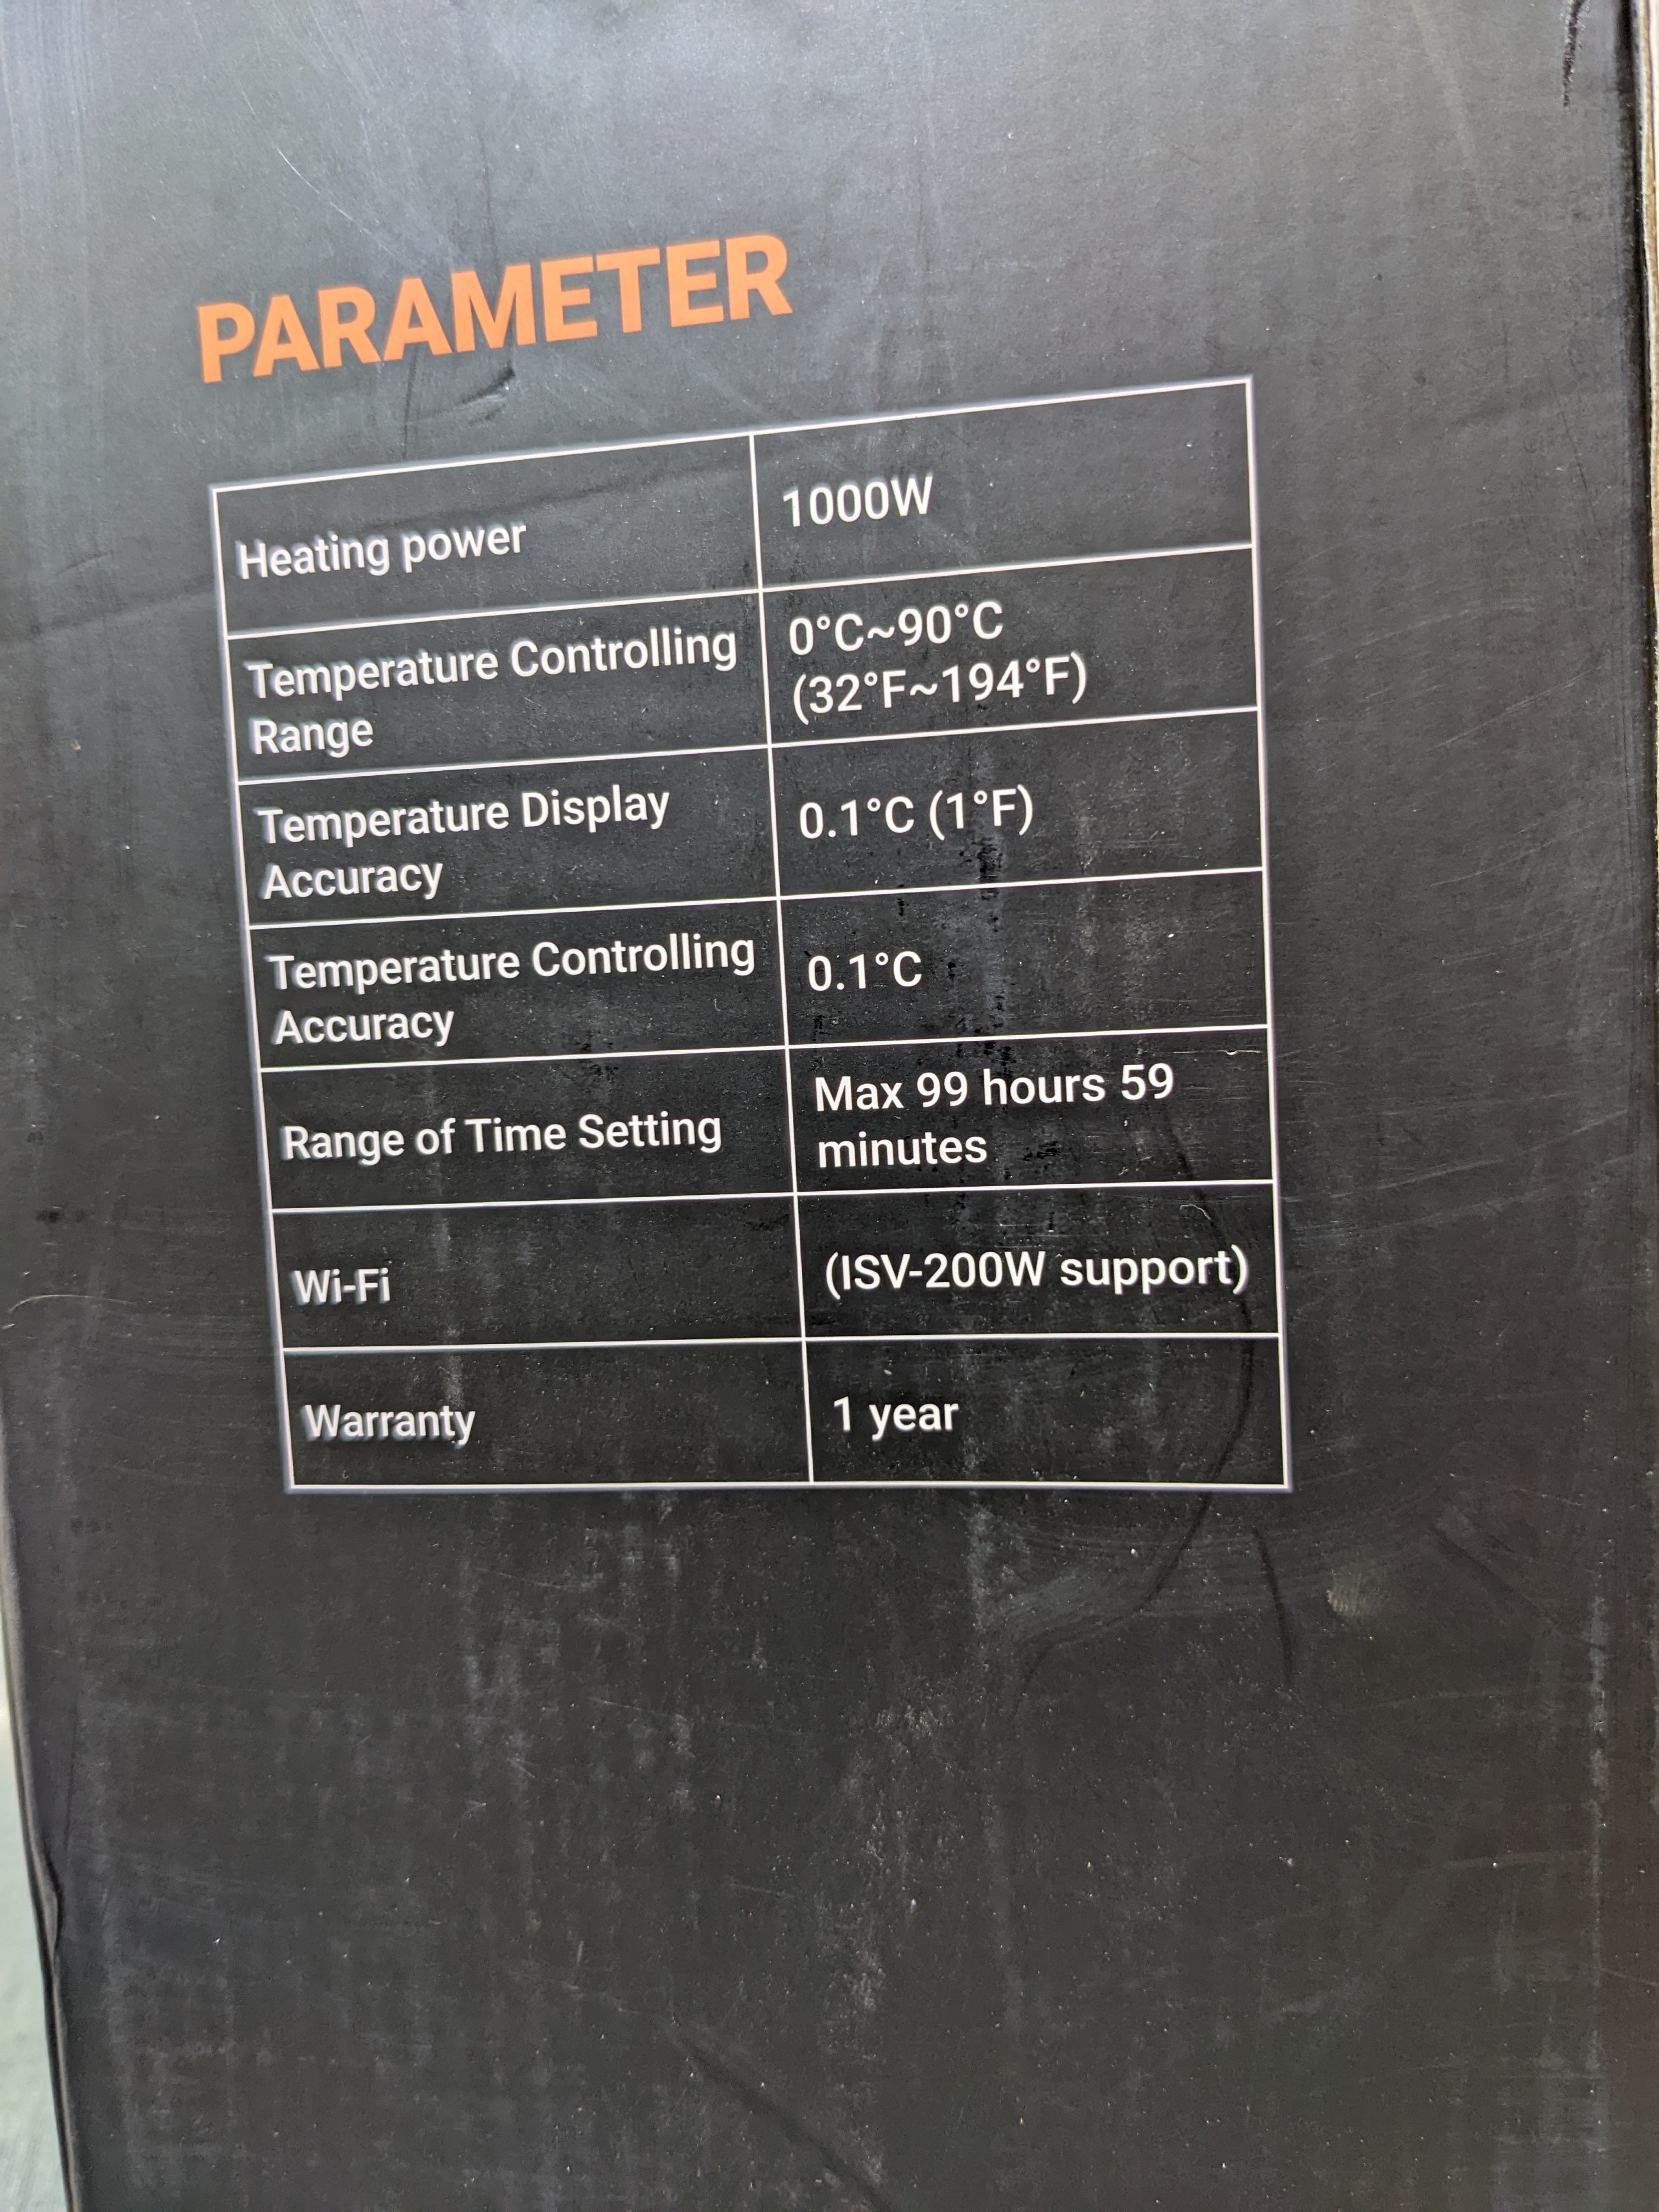 PARAMETER
Heating power
1000W
Temperature Controlling
Range
0°C~90°C
(32°F~194°F)
Temperature Display
Accuracy
0.1°C (1°F)
Temperature Controlling
Accuracy
0.1°C
Range of Time Setting
Max 99 hours 59
minutes
Wi-Fi
(ISV-200W support)
Warranty
1 year